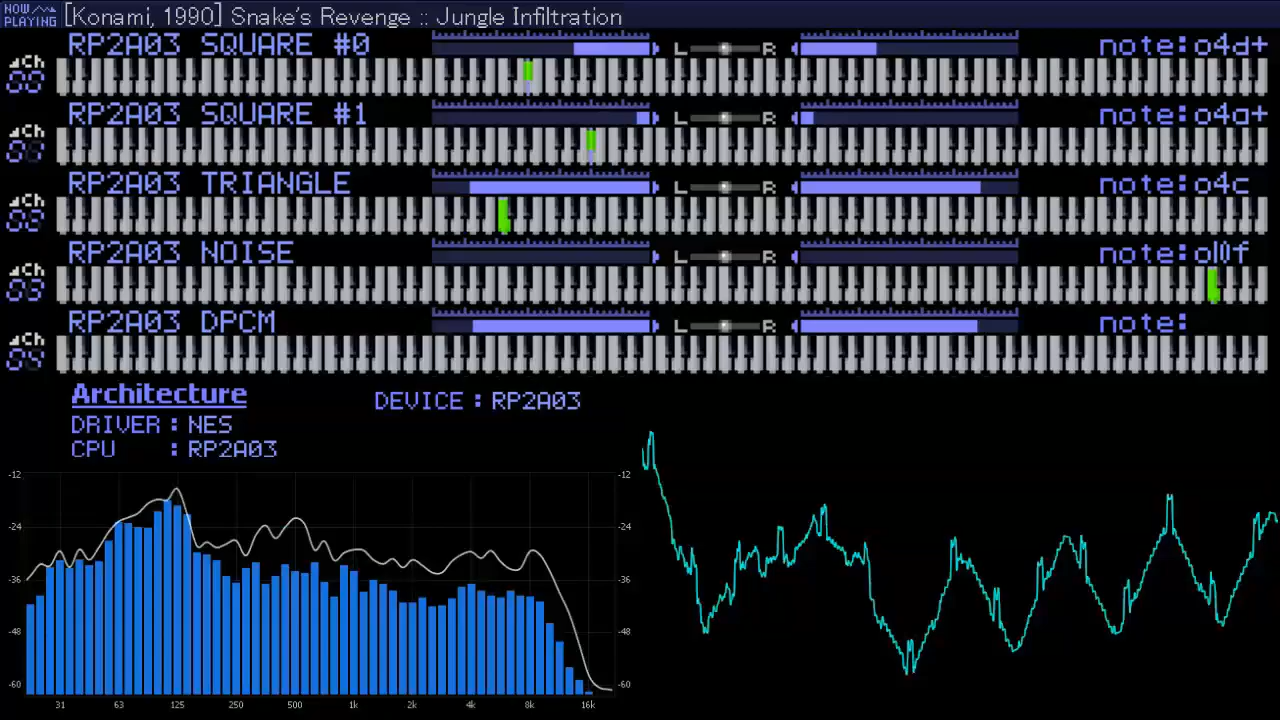 NOW PLAYING [Konami, 1990] Snake's Revenge :: Jungle Infiltration
RP2A03 SQUARE #0 L R note:o4d+
Ch 00
RP2A03 SQUARE #1 L R note:o4a+
Ch 01
RP2A03 TRIANGLE L R note:o4c
Ch 02
RP2A03 NOISE L R note:o10f
Ch 03
RP2A03 DPCM L R note:
Ch 04
Architecture
DEVICE : RP2A03
DRIVER : NES
CPU : RP2A03
-12 -12
-24 -24
-36 -36
-48 -48
-60 -60
31 63 125 250 500 1k 2k 4k 8k 16k